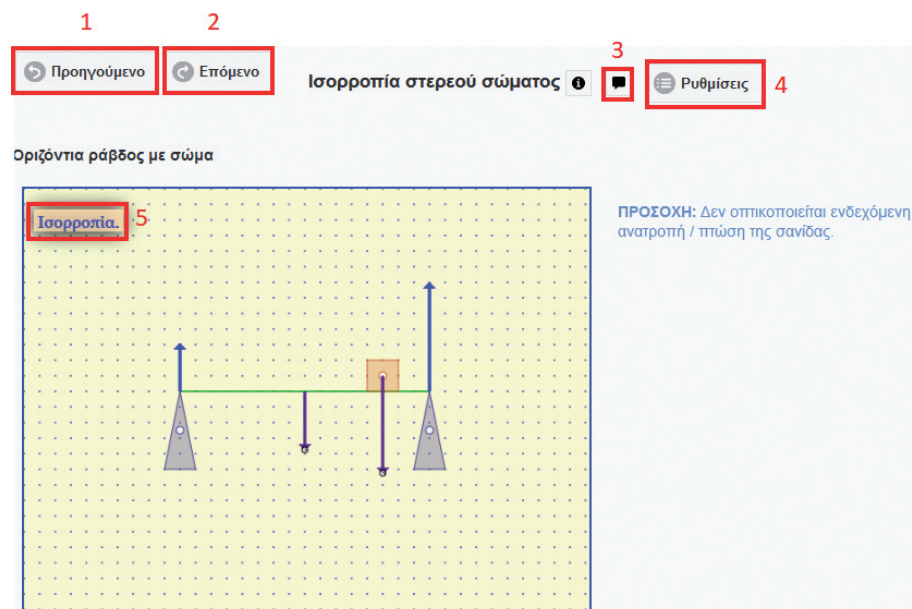 1
2
3
Προηγούμενο
Επόμενο
Ισορροπία στερεού σώματος
Ρυθμίσεις
4
Οριζόντια ράβδος με σώμα
Ισορροπία.
5
ΠΡΟΣΟΧΗ: Δεν οπτικοποιείται ενδεχόμενη
ανατροπή / πτώση της σανίδας.